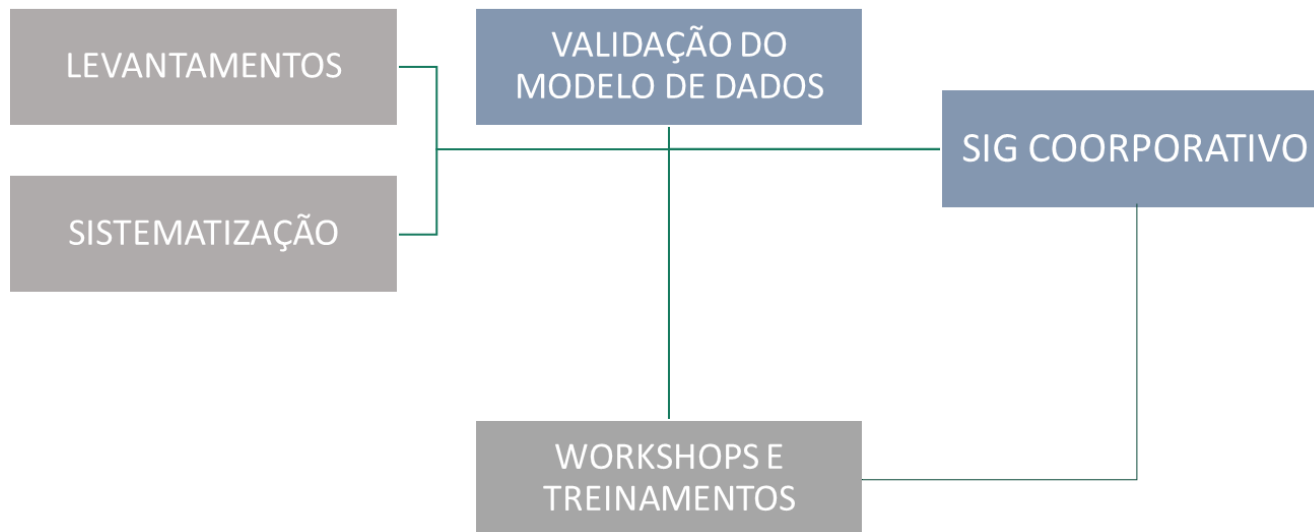 LEVANTAMENTOS
VALIDAÇÃO DO
MODELO DE DADOS
SIG COORPORATIVO
SISTEMATIZAÇÃO
WORKSHOPS E
TREINAMENTOS